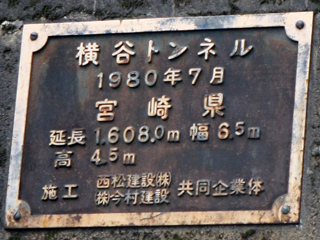 横谷トンネル
1980年7月
宮崎県
延長 1,608.0m 幅 6.5m
高 4.5m
施工 西松建設㈱ 共同企業体
㈱今村建設